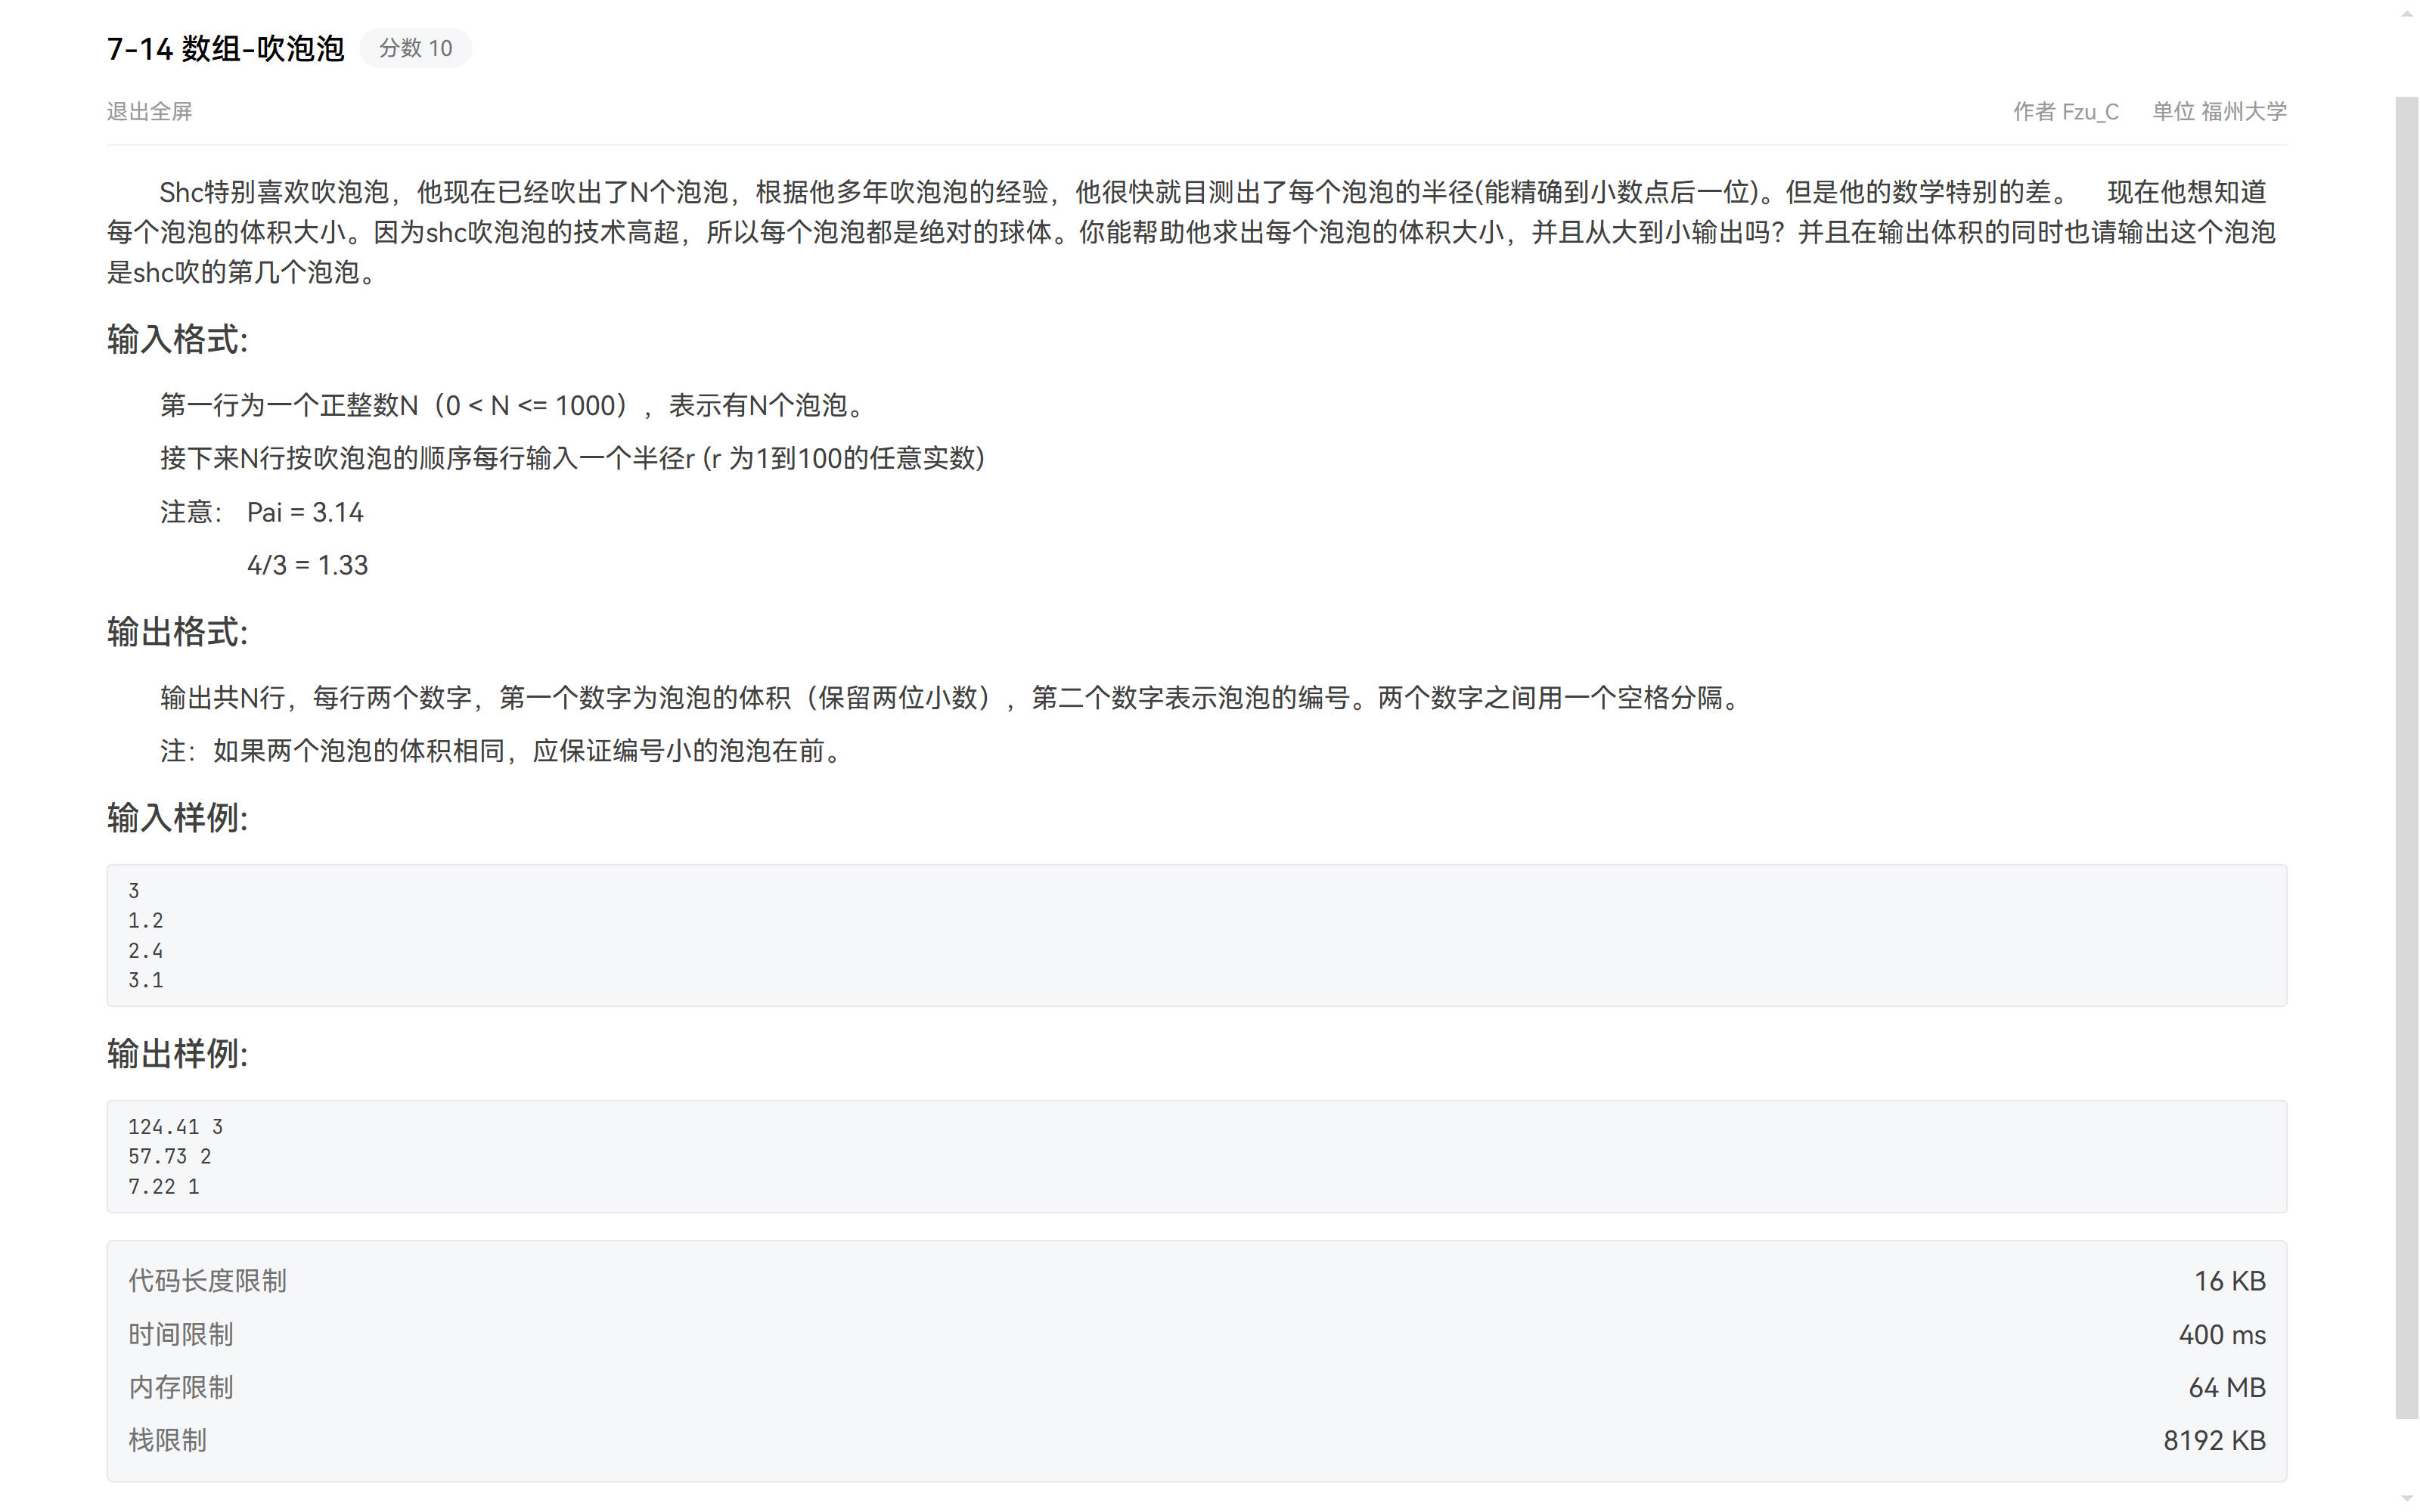 7-14 数组-吹泡泡 分数 10
退出全屏 作者 Fzu_C 单位 福州大学
Shc特别喜欢吹泡泡，他现在已经吹出了N个泡泡，根据他多年吹泡泡的经验，他很快就目测出了每个泡泡的半径(能精确到小数点后一位)。但是他的数学特别的差。 现在他想知道
每个泡泡的体积大小。因为shc吹泡泡的技术高超，所以每个泡泡都是绝对的球体。你能帮助他求出每个泡泡的体积大小，并且从大到小输出吗？并且在输出体积的同时也请输出这个泡泡
是shc吹的第几个泡泡。
输入格式:
第一行为一个正整数N（0 < N <= 1000），表示有N个泡泡。
接下来N行按吹泡泡的顺序每行输入一个半径r (r 为1到100的任意实数)
注意： Pai = 3.14
4/3 = 1.33
输出格式:
输出共N行，每行两个数字，第一个数字为泡泡的体积（保留两位小数），第二个数字表示泡泡的编号。两个数字之间用一个空格分隔。
注：如果两个泡泡的体积相同，应保证编号小的泡泡在前。
输入样例:
3
1.2
2.4
3.1
输出样例:
124.41 3
57.73 2
7.22 1
代码长度限制 16 KB
时间限制 400 ms
内存限制 64 MB
栈限制 8192 KB